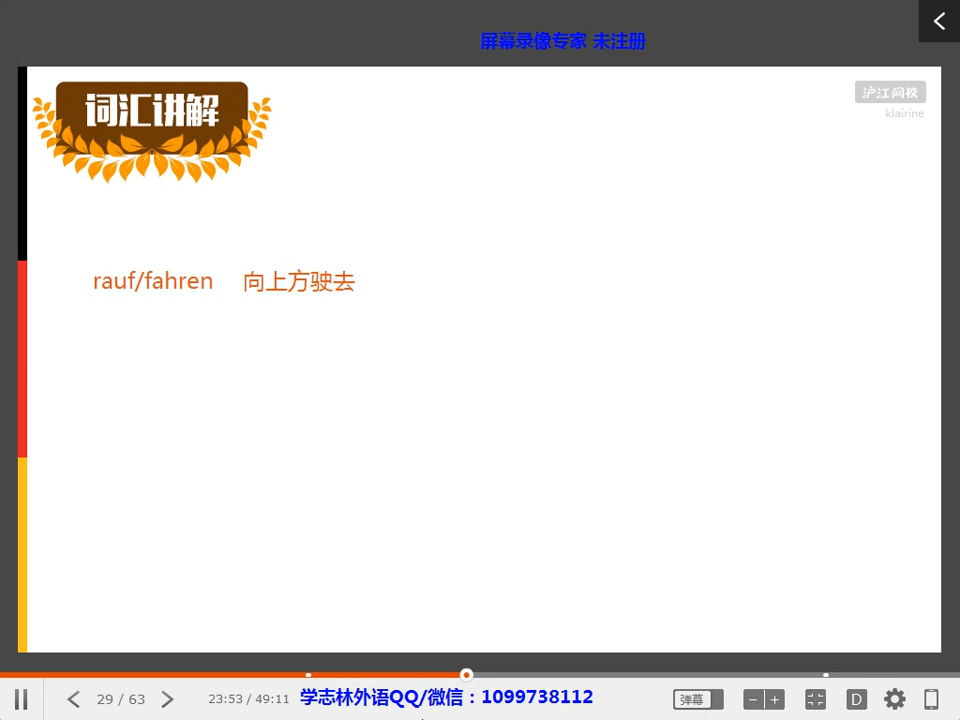 屏幕录像专家 未注册
词汇讲解
沪江网校
klairine
rauf/fahren 向上方驶去
29 / 63
23:53 / 49:11
学志林外语QQ/微信：1099738112
弹幕
D